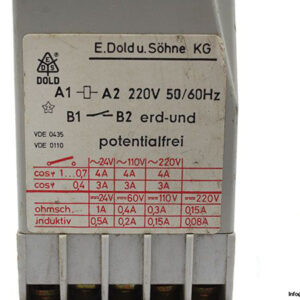 E.Dold u. Söhne KG
DOLD
A1 A2 220V 50/60Hz
B1 B2 erd-und
potentialfrei
VDE 0435
VDE 0110
~24V ~110V ~220V
cosφ 1...0,7 4A 4A 4A
cosφ 0,4 3A 3A 3A
24V 60V 110V 220V
ohmsch. 1A 0,4A 0,3A 0,15A
induktiv 0,5A 0,2A 0,15A 0,08A